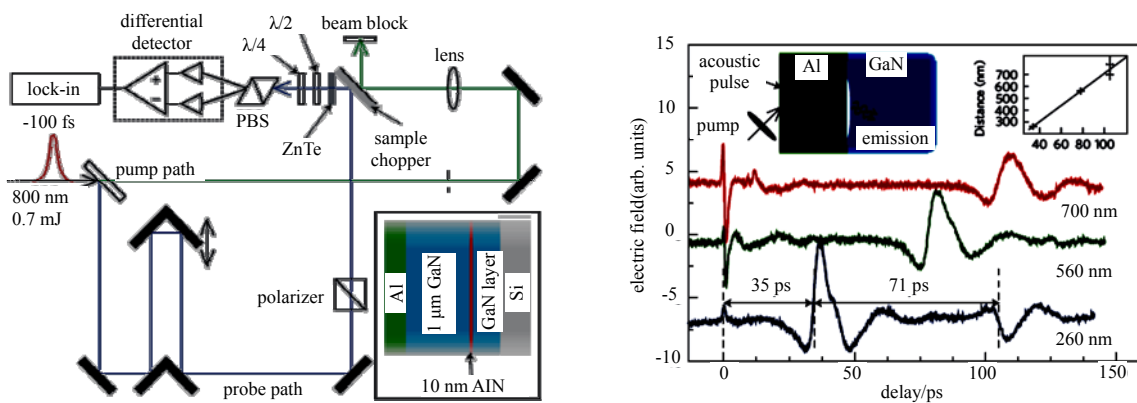 differential
detector
λ/4
λ/2
beam block
lens
lock-in
+
−
PBS
ZnTe
sample
chopper
-100 fs
pump path
800 nm
0.7 mJ
polarizer
probe path
Al
1 μm GaN
GaN layer
Si
10 nm AlN
electric field(arb. units)
15
10
5
0
-5
-10
acoustic
pulse
pump
Al
GaN
emission
Distance (nm)
700
600
500
400
300
40 60 80 100
700 nm
560 nm
260 nm
35 ps
71 ps
0 50 100 150
delay/ps